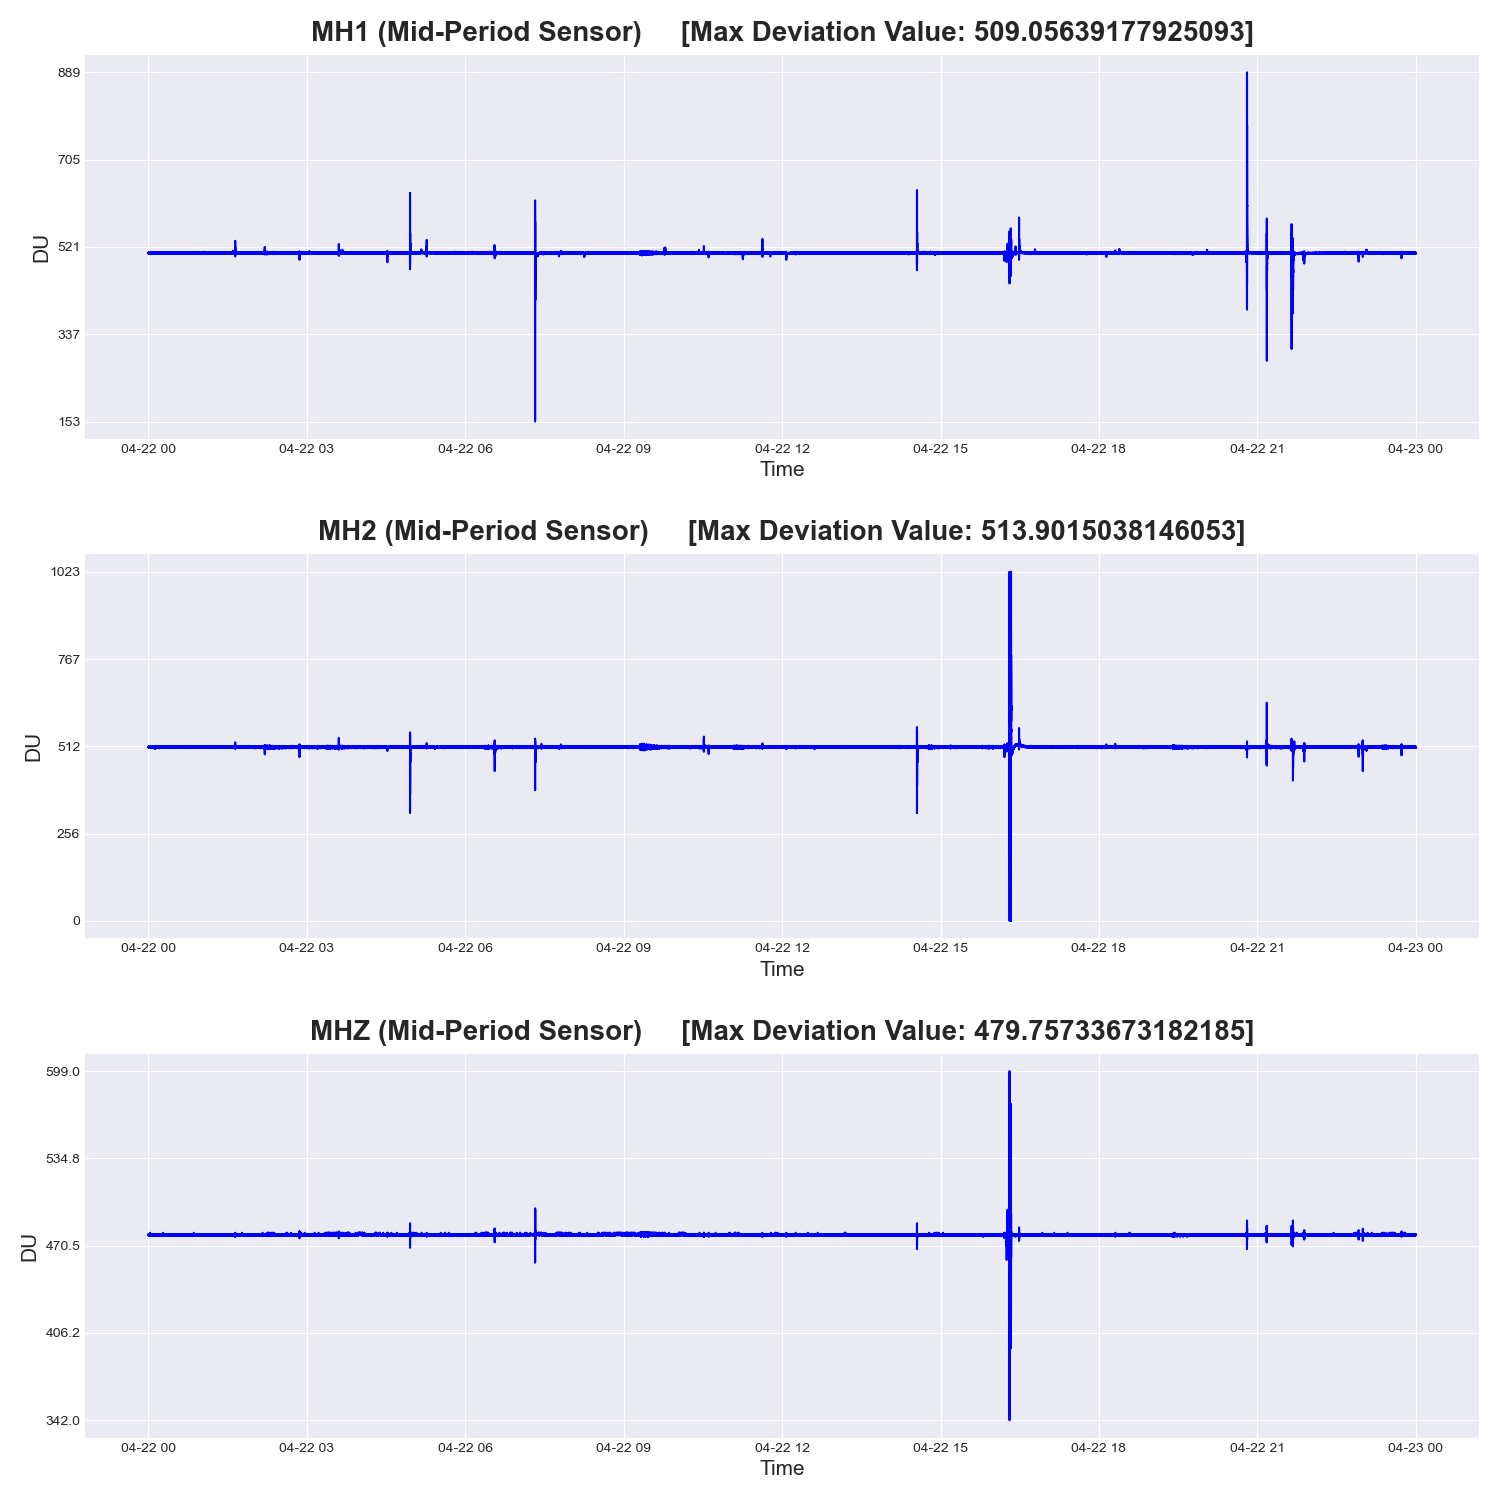 MH1 (Mid-Period Sensor) [Max Deviation Value: 509.05639177925093]
889
705
521
337
153
DU
04-22 00 04-22 03 04-22 06 04-22 09 04-22 12 04-22 15 04-22 18 04-22 21 04-23 00
Time
MH2 (Mid-Period Sensor) [Max Deviation Value: 513.9015038146053]
1023
767
512
256
0
DU
04-22 00 04-22 03 04-22 06 04-22 09 04-22 12 04-22 15 04-22 18 04-22 21 04-23 00
Time
MHZ (Mid-Period Sensor) [Max Deviation Value: 479.75733673182185]
599.0
534.8
470.5
406.2
342.0
DU
04-22 00 04-22 03 04-22 06 04-22 09 04-22 12 04-22 15 04-22 18 04-22 21 04-23 00
Time